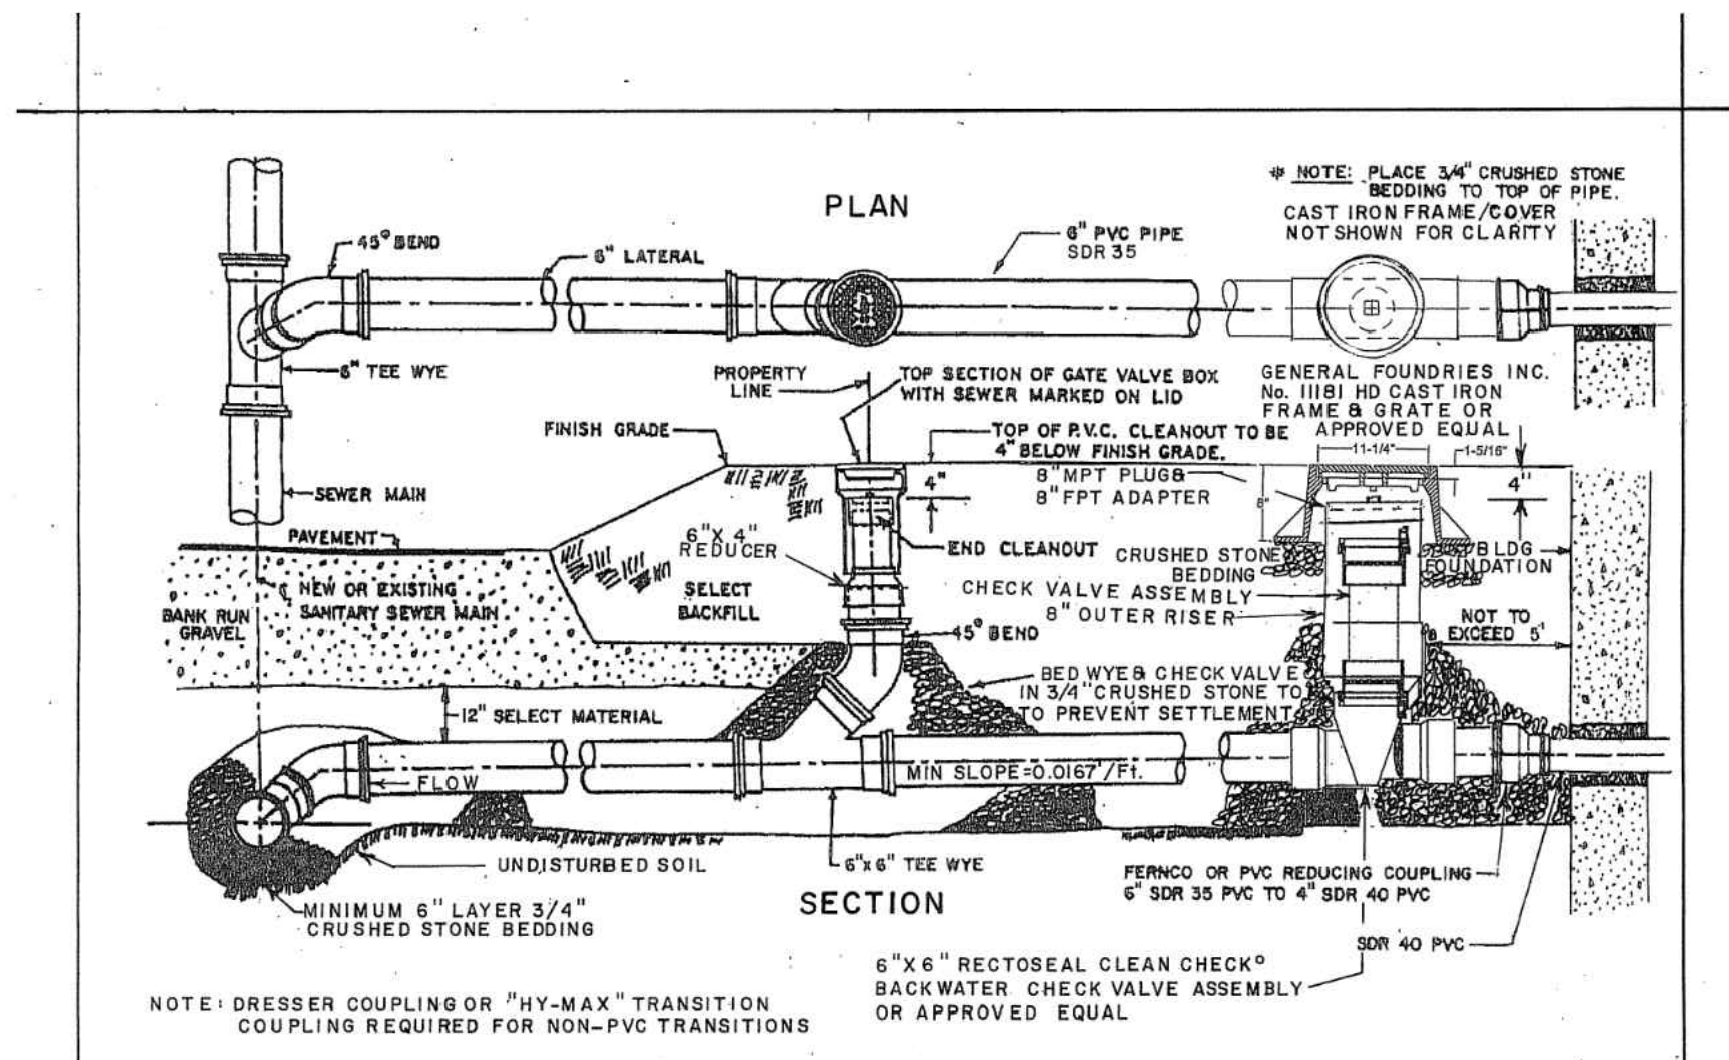 PLAN
* NOTE: PLACE 3/4" CRUSHED STONE
BEDDING TO TOP OF PIPE.
CAST IRON FRAME/COVER
NOT SHOWN FOR CLARITY
45° BEND
6" LATERAL
6" PVC PIPE
SDR 35
6" TEE WYE
PROPERTY
LINE
TOP SECTION OF GATE VALVE BOX
WITH SEWER MARKED ON LID
GENERAL FOUNDRIES INC.
No. 11181 HD CAST IRON
FRAME & GRATE OR
APPROVED EQUAL
FINISH GRADE
TOP OF P.V.C. CLEANOUT TO BE
4" BELOW FINISH GRADE.
11-1/4"
1-5/16"
8" MPT PLUG&
8" FPT ADAPTER
4"
8"
4"
SEWER MAIN
PAVEMENT
6"X 4"
REDUCER
END CLEANOUT
CRUSHED STONE
BEDDING
BLDG
FOUNDATION
NEW OR EXISTING
SANITARY SEWER MAIN
BANK RUN
GRAVEL
SELECT
BACKFILL
CHECK VALVE ASSEMBLY
8" OUTER RISER
45° BEND
NOT TO
EXCEED 5'
BED WYE & CHECK VALVE
IN 3/4" CRUSHED STONE TO
TO PREVENT SETTLEMENT
12" SELECT MATERIAL
FLOW
MIN SLOPE=0.0167'/Ft.
UNDISTURBED SOIL
6"x6" TEE WYE
FERNCO OR PVC REDUCING COUPLING
6" SDR 35 PVC TO 4" SDR 40 PVC
SECTION
MINIMUM 6" LAYER 3/4"
CRUSHED STONE BEDDING
SDR 40 PVC
6"X6" RECTOSEAL CLEAN CHECK°
BACKWATER CHECK VALVE ASSEMBLY
OR APPROVED EQUAL
NOTE: DRESSER COUPLING OR "HY-MAX" TRANSITION
COUPLING REQUIRED FOR NON-PVC TRANSITIONS